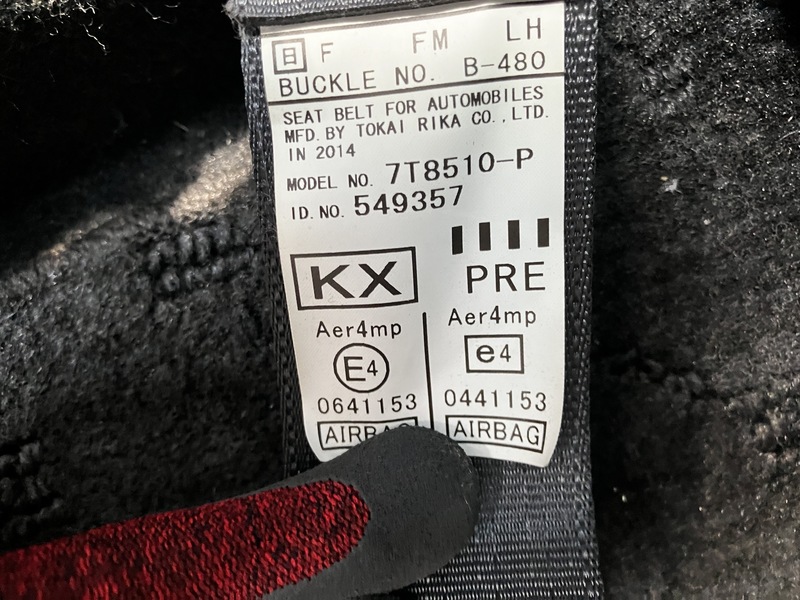 日 F FM LH
BUCKLE NO. B-480
SEAT BELT FOR AUTOMOBILES
MFD. BY TOKAI RIKA CO., LTD.
IN 2014
MODEL NO. 7T8510-P
ID. NO. 549357
KX
PRE
Aer4mp Aer4mp
E4 e4
0641153 0441153
AIRBAG AIRBAG